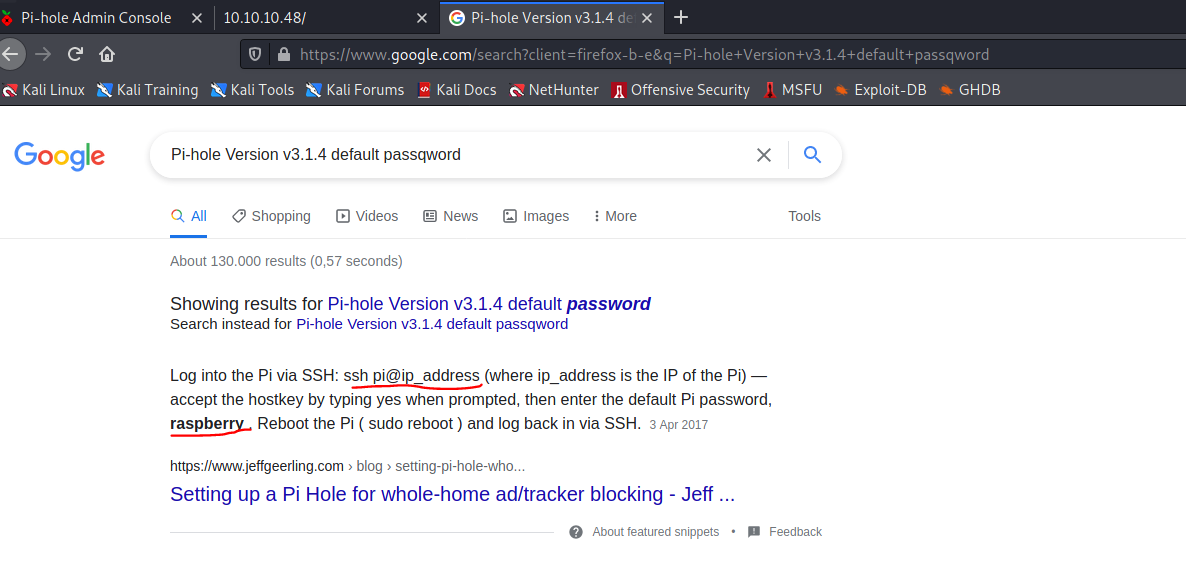 Pi-hole Admin Console
10.10.10.48/
Pi-hole Version v3.1.4 de
https://www.google.com/search?client=firefox-b-e&q=Pi-hole+Version+v3.1.4+default+passqword
Kali Linux Kali Training Kali Tools Kali Forums Kali Docs NetHunter Offensive Security MSFU Exploit-DB GHDB
Google
Pi-hole Version v3.1.4 default passqword
All Shopping Videos News Images More Tools
About 130.000 results (0,57 seconds)
Showing results for Pi-hole Version v3.1.4 default password
Search instead for Pi-hole Version v3.1.4 default passqword
Log into the Pi via SSH: ssh pi@ip_address (where ip_address is the IP of the Pi) —
accept the hostkey by typing yes when prompted, then enter the default Pi password,
raspberry . Reboot the Pi ( sudo reboot ) and log back in via SSH. 3 Apr 2017
https://www.jeffgeerling.com › blog › setting-pi-hole-who...
Setting up a Pi Hole for whole-home ad/tracker blocking - Jeff ...
About featured snippets • Feedback